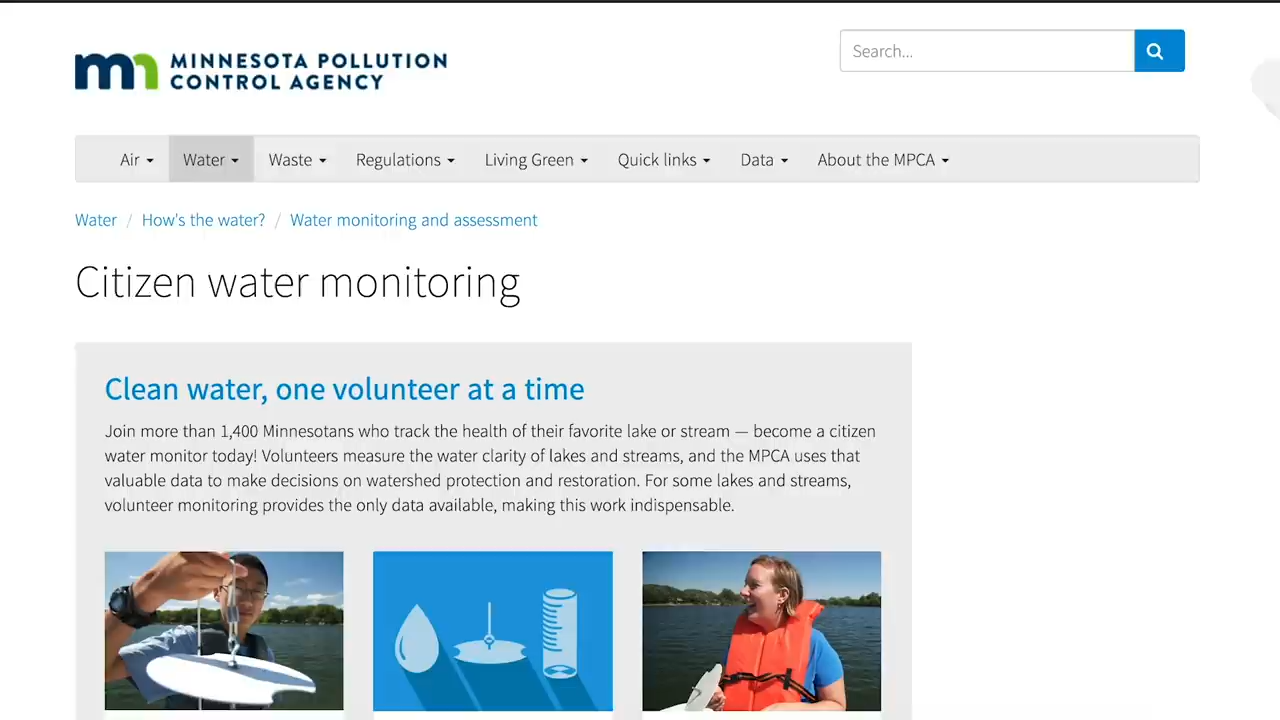 MINNESOTA POLLUTION
CONTROL AGENCY
Search...
Air Water Waste Regulations Living Green Quick links Data About the MPCA
Water / How's the water? / Water monitoring and assessment
Citizen water monitoring
Clean water, one volunteer at a time
Join more than 1,400 Minnesotans who track the health of their favorite lake or stream — become a citizen
water monitor today! Volunteers measure the water clarity of lakes and streams, and the MPCA uses that
valuable data to make decisions on watershed protection and restoration. For some lakes and streams,
volunteer monitoring provides the only data available, making this work indispensable.